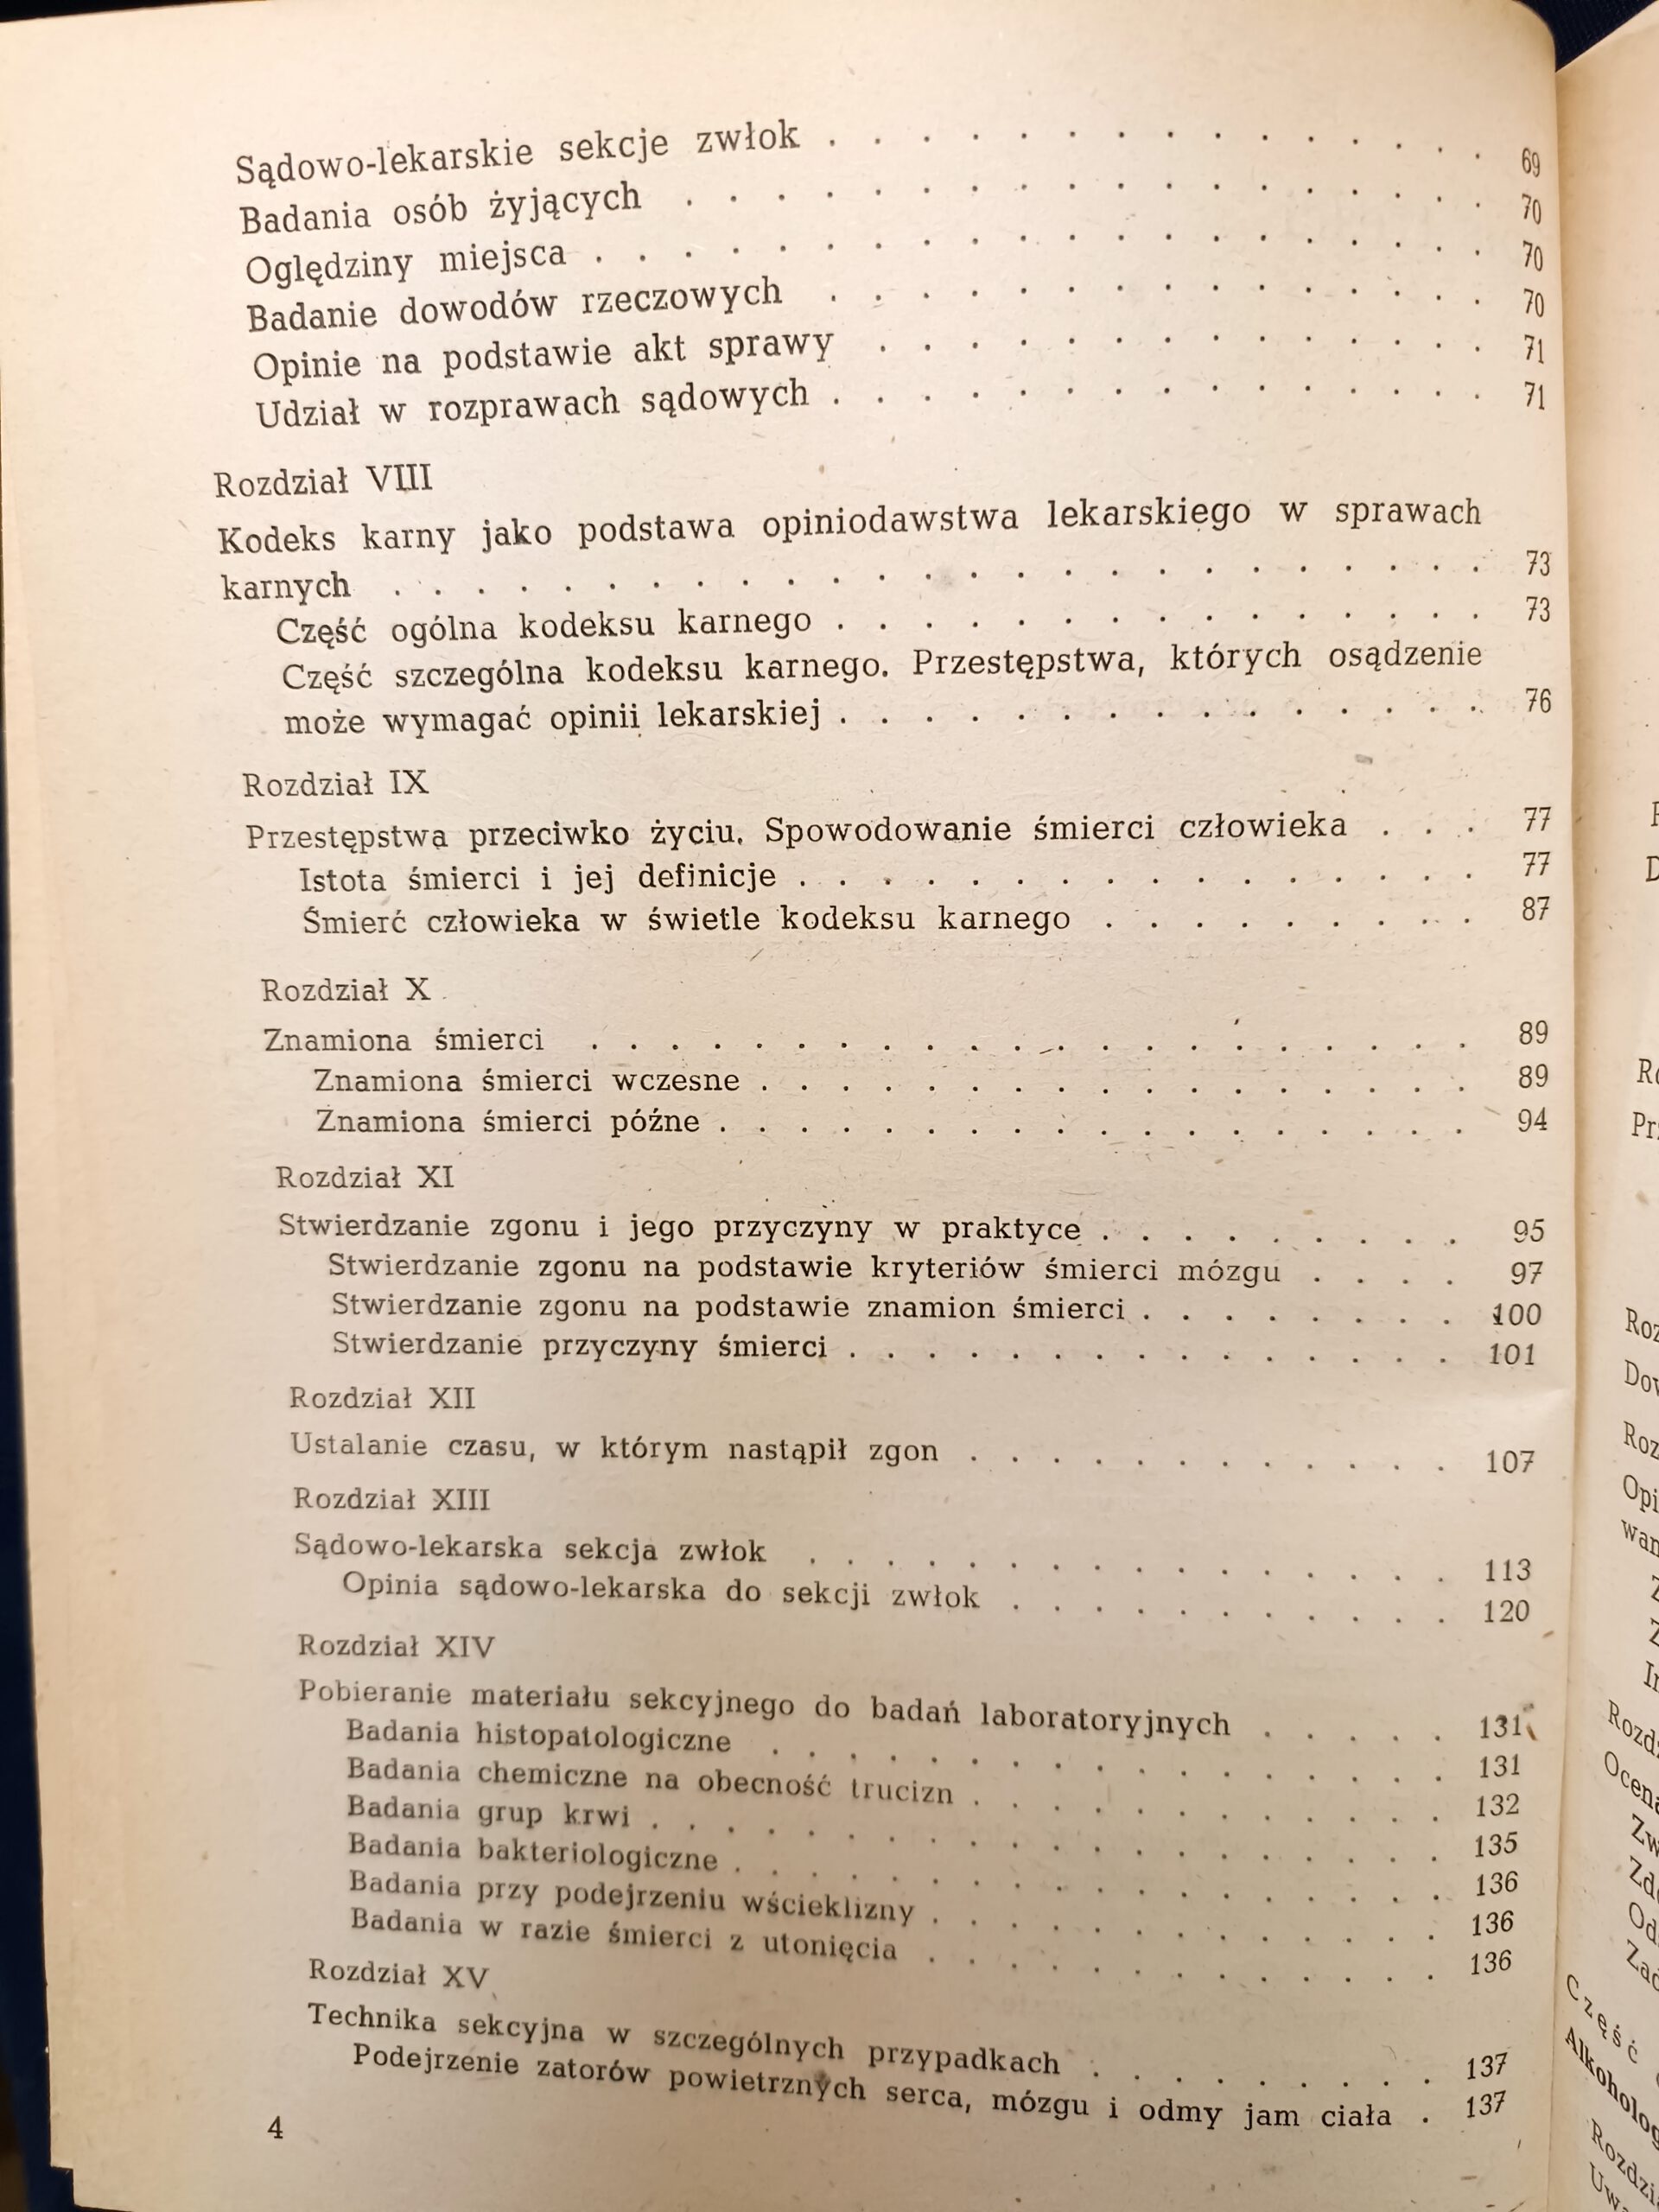 Sądowo-lekarskie sekcje zwłok . . . . . . . . . . . . . . 69
Badania osób żyjących . . . . . . . . . . . . . . . . . 70
Oględziny miejsca . . . . . . . . . . . . . . . . . . . 70
Badanie dowodów rzeczowych . . . . . . . . . . . . . . 70
Opinie na podstawie akt sprawy . . . . . . . . . . . . . 71
Udział w rozprawach sądowych . . . . . . . . . . . . . . 71
Rozdział VIII
Kodeks karny jako podstawa opiniodawstwa lekarskiego w sprawach
karnych . . . . . . . . . . . . . . . . . . . . . . . . 73
Część ogólna kodeksu karnego . . . . . . . . . . . . . . 73
Część szczególna kodeksu karnego. Przestępstwa, których osądzenie
może wymagać opinii lekarskiej . . . . . . . . . . . . . . 76
Rozdział IX
Przestępstwa przeciwko życiu. Spowodowanie śmierci człowieka . . . 77
Istota śmierci i jej definicje . . . . . . . . . . . . . . . 77
Śmierć człowieka w świetle kodeksu karnego . . . . . . . . . 87
Rozdział X
Znamiona śmierci . . . . . . . . . . . . . . . . . . . . 89
Znamiona śmierci wczesne . . . . . . . . . . . . . . . . 89
Znamiona śmierci późne . . . . . . . . . . . . . . . . . 94
Rozdział XI
Stwierdzanie zgonu i jego przyczyny w praktyce . . . . . . . . . 95
Stwierdzanie zgonu na podstawie kryteriów śmierci mózgu . . . . 97
Stwierdzanie zgonu na podstawie znamion śmierci . . . . . . . . 100
Stwierdzanie przyczyny śmierci . . . . . . . . . . . . . . 101
Rozdział XII
Ustalanie czasu, w którym nastąpił zgon . . . . . . . . . . . . 107
Rozdział XIII
Sądowo-lekarska sekcja zwłok . . . . . . . . . . . . . . . 113
Opinia sądowo-lekarska do sekcji zwłok . . . . . . . . . . . 120
Rozdział XIV
Pobieranie materiału sekcyjnego do badań laboratoryjnych . . . . . 131
Badania histopatologiczne . . . . . . . . . . . . . . . . 131
Badania chemiczne na obecność trucizn . . . . . . . . . . . 132
Badania grup krwi . . . . . . . . . . . . . . . . . . . 135
Badania bakteriologiczne . . . . . . . . . . . . . . . . 136
Badania przy podejrzeniu wścieklizny . . . . . . . . . . . . 136
Badania w razie śmierci z utonięcia . . . . . . . . . . . . 136
Rozdział XV
Technika sekcyjna w szczególnych przypadkach . . . . . . . . . 137
Podejrzenie zatorów powietrznych serca, mózgu i odmy jam ciała . 137
4